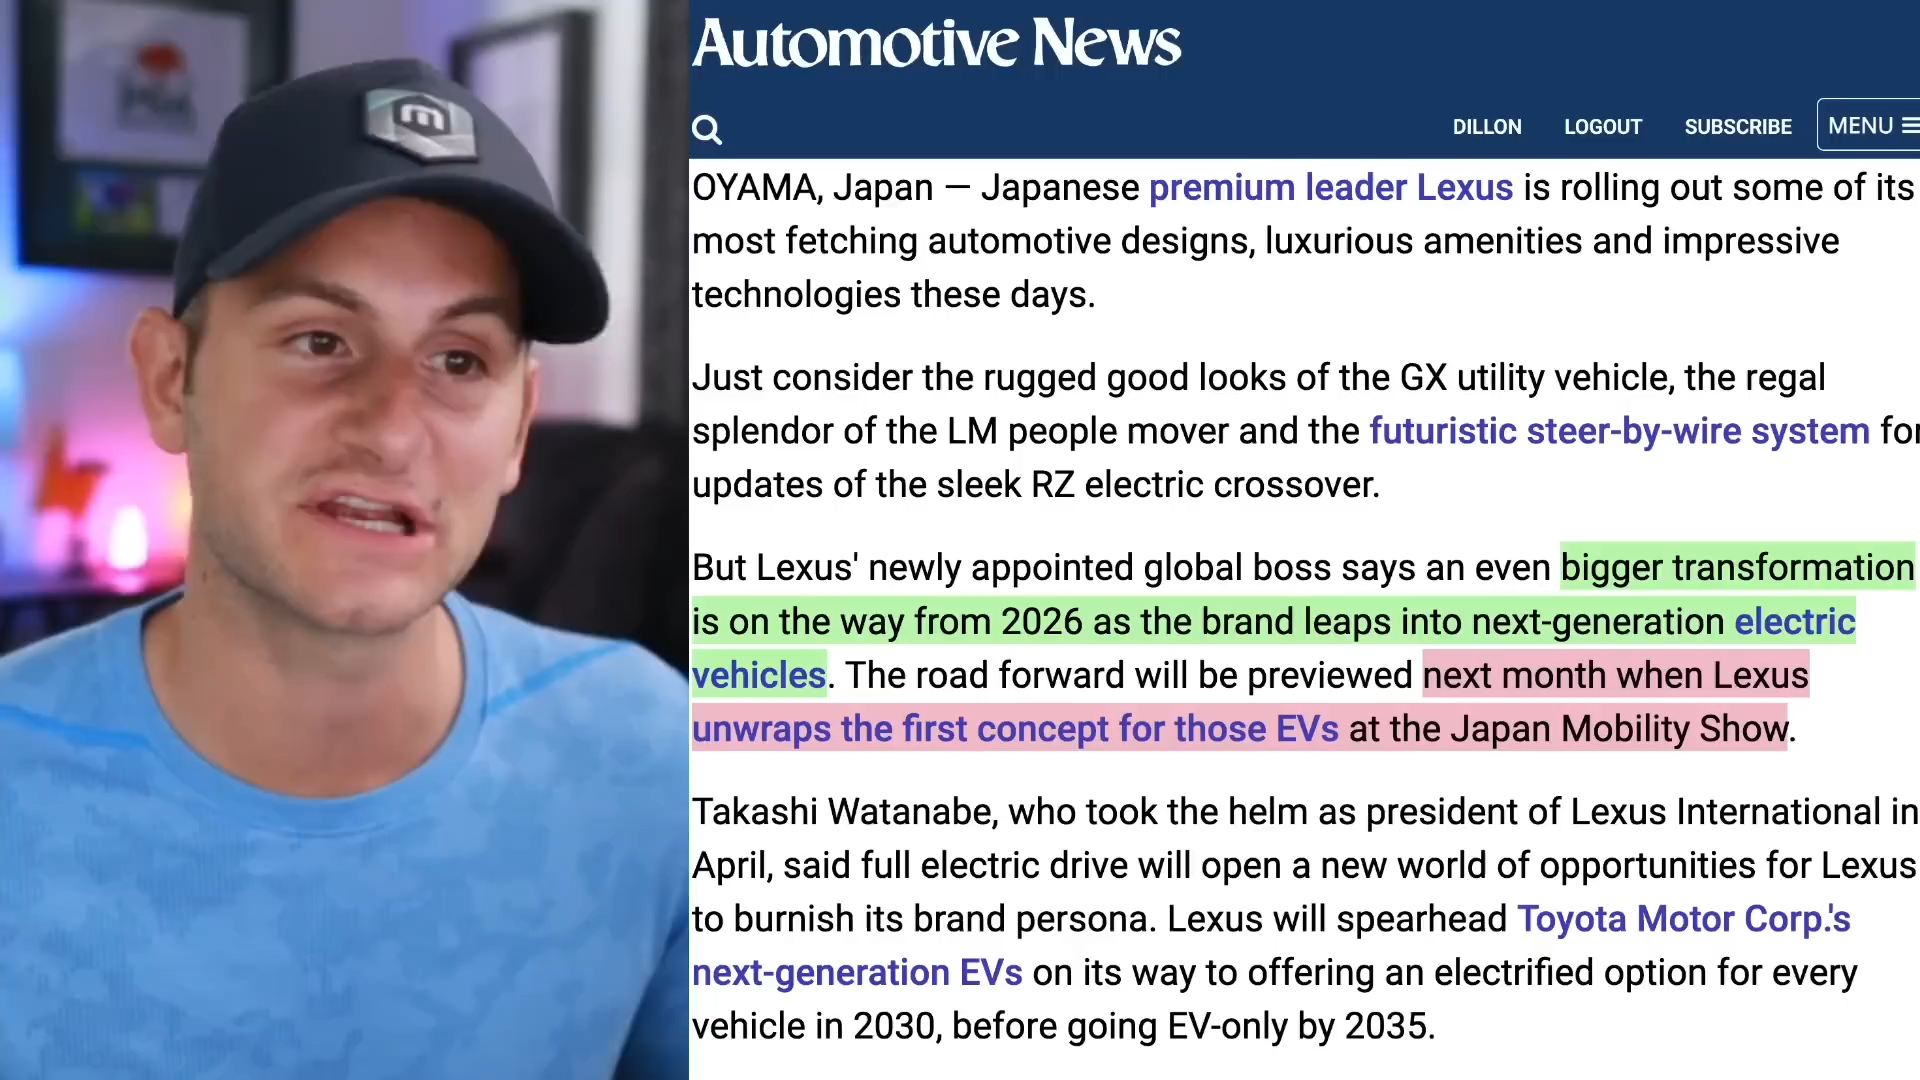 Automotive News
DILLON LOGOUT SUBSCRIBE MENU
OYAMA, Japan — Japanese premium leader Lexus is rolling out some of its
most fetching automotive designs, luxurious amenities and impressive
technologies these days.
Just consider the rugged good looks of the GX utility vehicle, the regal
splendor of the LM people mover and the futuristic steer-by-wire system for
updates of the sleek RZ electric crossover.
But Lexus' newly appointed global boss says an even bigger transformation
is on the way from 2026 as the brand leaps into next-generation electric
vehicles. The road forward will be previewed next month when Lexus
unwraps the first concept for those EVs at the Japan Mobility Show.
Takashi Watanabe, who took the helm as president of Lexus International in
April, said full electric drive will open a new world of opportunities for Lexus
to burnish its brand persona. Lexus will spearhead Toyota Motor Corp.'s
next-generation EVs on its way to offering an electrified option for every
vehicle in 2030, before going EV-only by 2035.